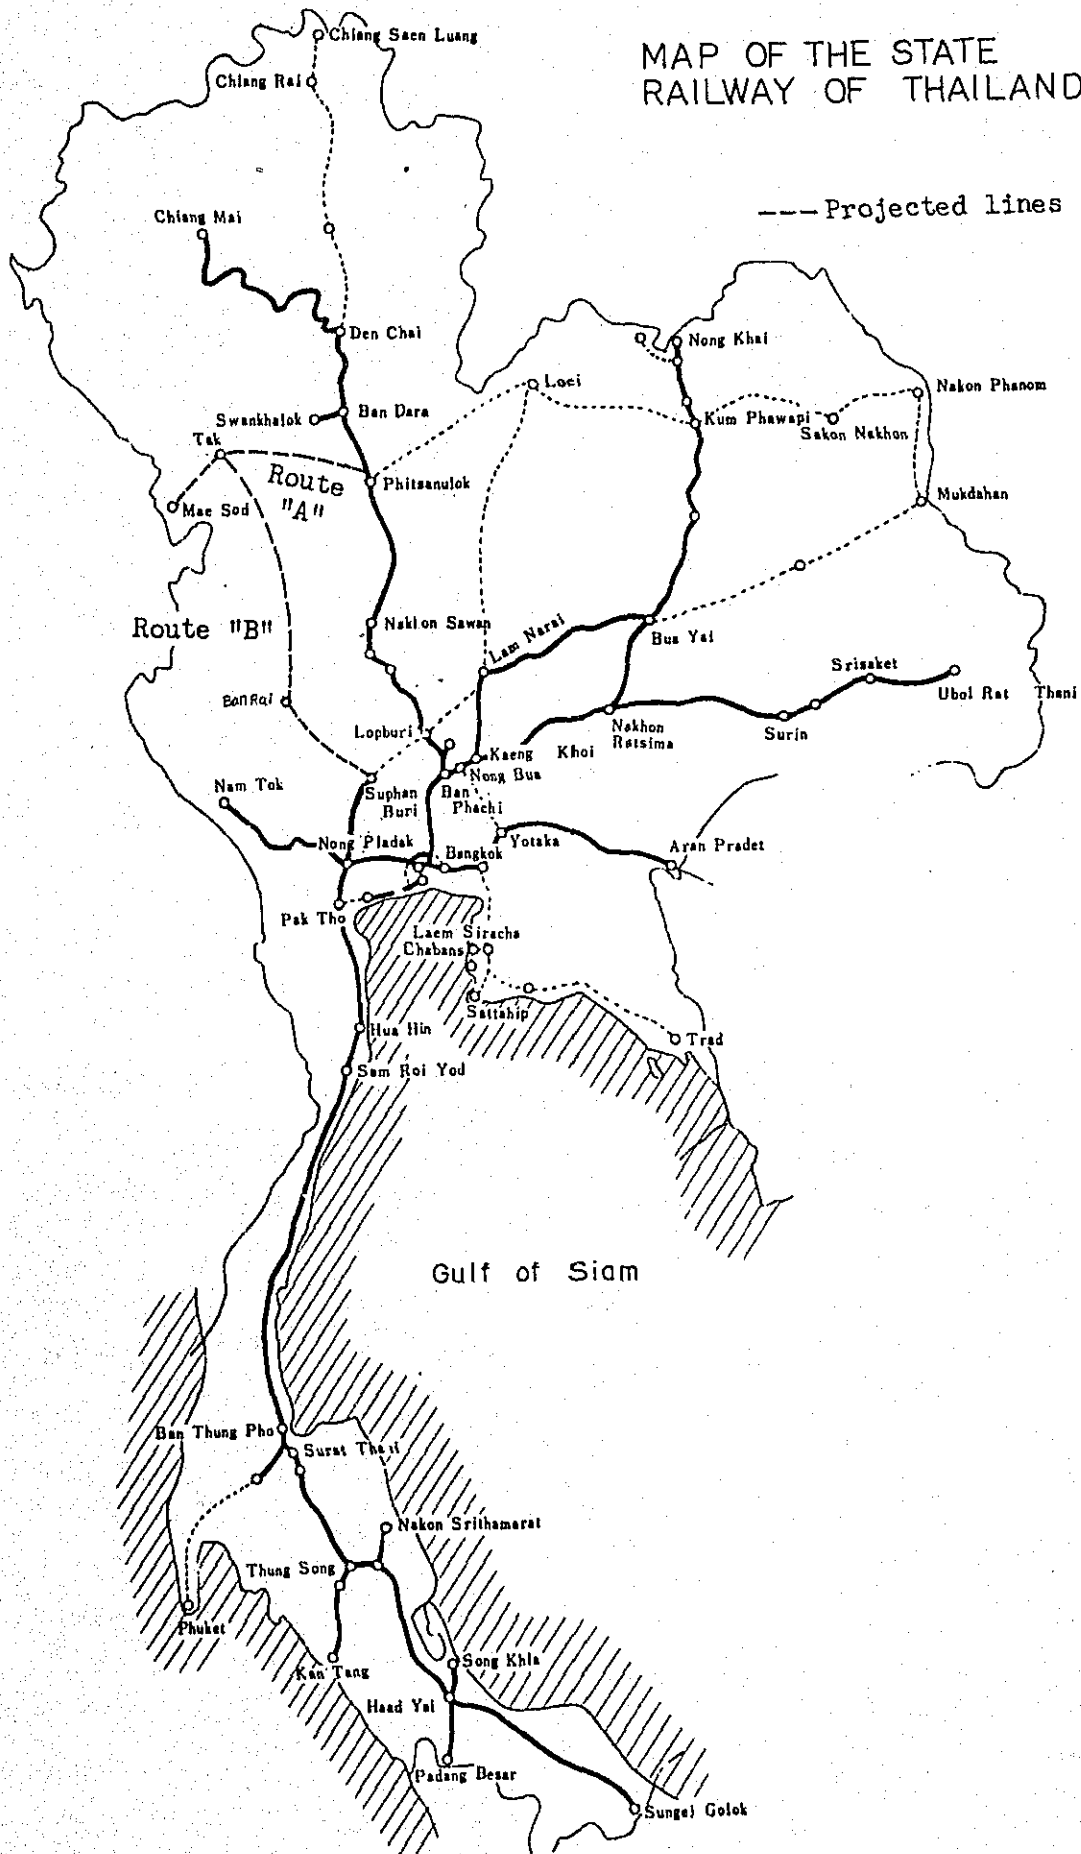 MAP OF THE STATE
RAILWAY OF THAILAND
--- Projected lines
Chiang Saen Luang
Chiang Rai
Chiang Mai
Den Chai
Nong Khai
Loei
Nakon Phanom
Swankhalok
Ban Dara
Kum Phawapi
Sakon Nakhon
Tak
Route
"A"
Phitsanulok
Mae Sod
Mukdahan
Route "B"
Nakion Sawan
Lam Narai
Bua Yai
Srisaket
Ubol Rat Thani
Ban Rai
Lopburi
Nakhon
Ratsima
Surin
Kaeng Khoi
Nong Bua
Nam Tok
Suphan
Buri
Ban
Phachi
Nong Pladak
Bangkok
Yotaka
Aran Pradet
Pak Tho
Laem Siracha
Chabans
Sattahip
Hua Hin
Trad
Sam Roi Yod
Gulf of Siam
Ban Thung Pho
Surat Thani
Nakon Srithamarat
Thung Song
Phuket
Kan Tang
Song Khla
Haad Yai
Padang Besar
Sungei Golok